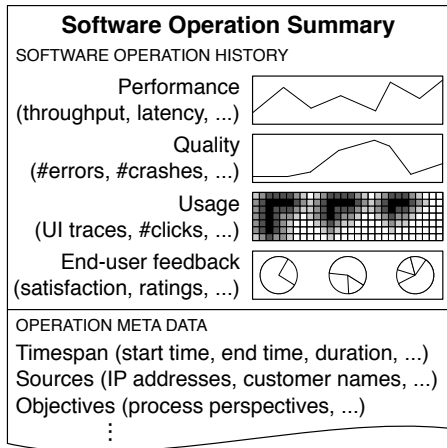 Software Operation Summary
SOFTWARE OPERATION HISTORY
Performance
(throughput, latency, ...)
Quality
(#errors, #crashes, ...)
Usage
(UI traces, #clicks, ...)
End-user feedback
(satisfaction, ratings, ...)
OPERATION META DATA
Timespan (start time, end time, duration, ...)
Sources (IP addresses, customer names, ...)
Objectives (process perspectives, ...)
⋮